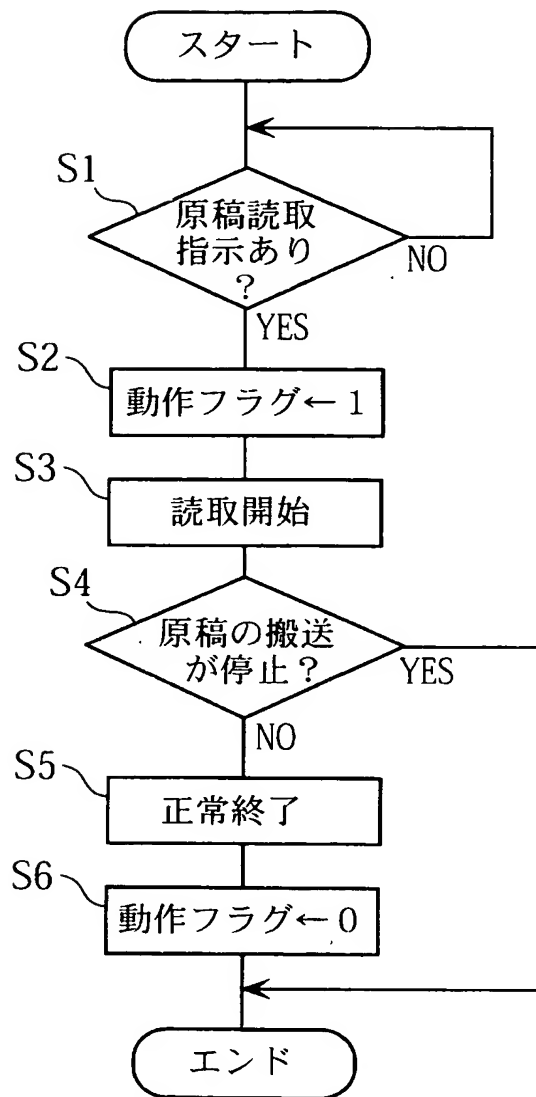 スタート
S1
原稿読取
指示あり
?
NO
YES
S2
動作フラグ←1
S3
読取開始
S4
原稿の搬送
が停止?
YES
NO
S5
正常終了
S6
動作フラグ←0
エンド